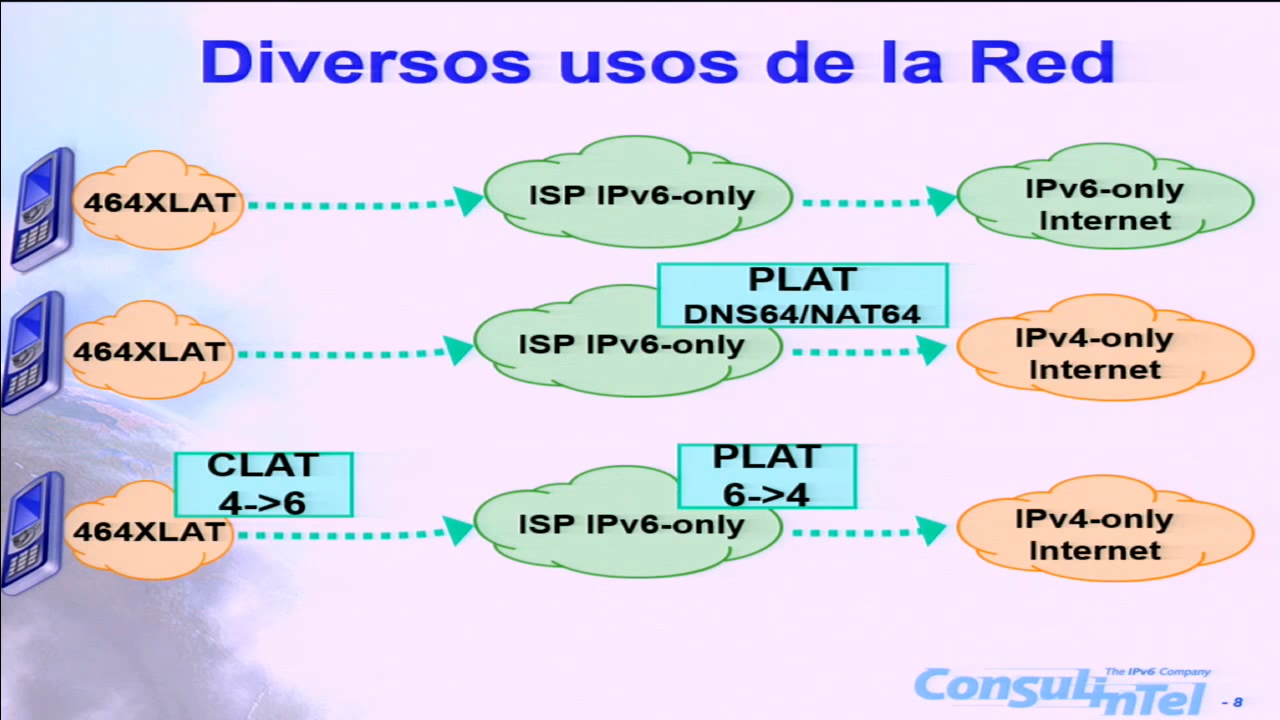 Diversos usos de la Red
464XLAT
ISP IPv6-only
IPv6-only
Internet
PLAT
DNS64/NAT64
464XLAT
ISP IPv6-only
IPv4-only
Internet
CLAT
4->6
PLAT
6->4
464XLAT
ISP IPv6-only
IPv4-only
Internet
The IPv6 Company
ConsulinTel
- 8